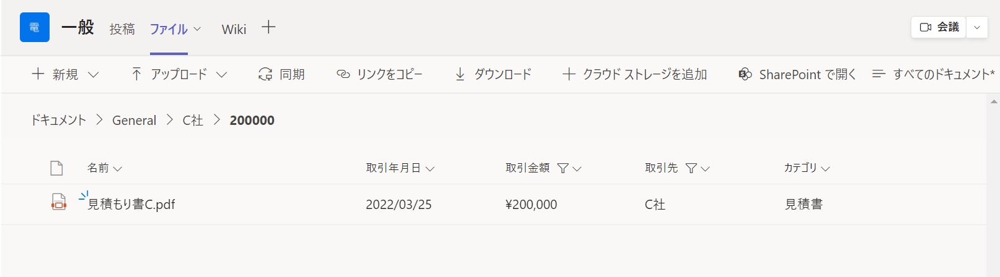 電 一般 投稿 ファイル Wiki 会議
新規 アップロード 同期 リンクをコピー ダウンロード クラウド ストレージを追加 SharePoint で開く すべてのドキュメント*
ドキュメント > General > C社 > 200000
名前 取引年月日 取引金額 取引先 カテゴリ
見積もり書C.pdf 2022/03/25 ¥200,000 C社 見積書